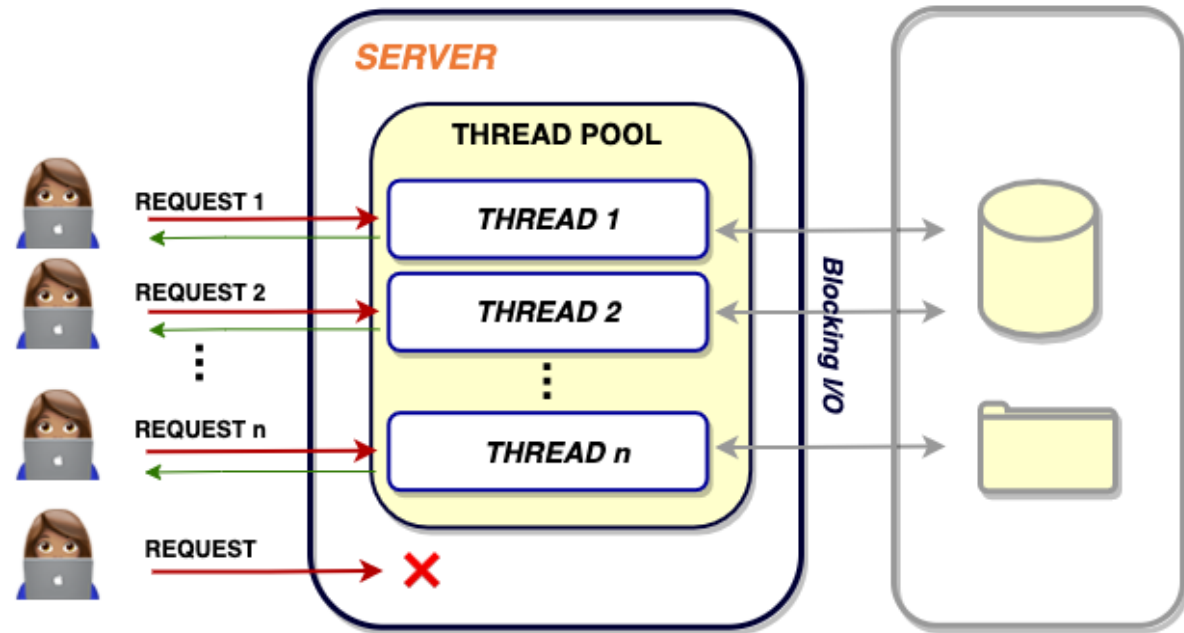 SERVER
THREAD POOL
REQUEST 1
THREAD 1
REQUEST 2
THREAD 2
Blocking I/O
REQUEST n
THREAD n
REQUEST